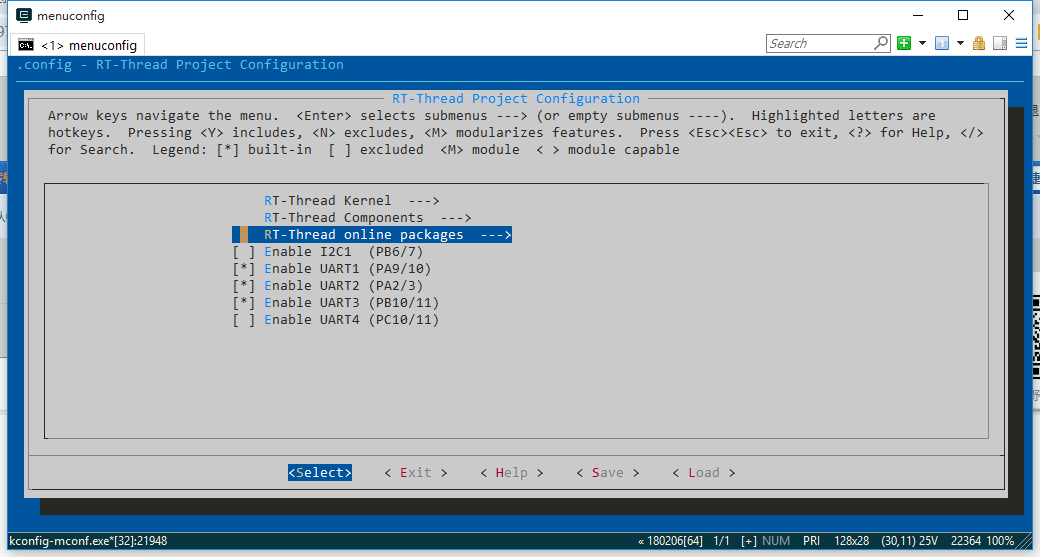 menuconfig
<1> menuconfig
Search
.config - RT-Thread Project Configuration
RT-Thread Project Configuration
Arrow keys navigate the menu.  <Enter> selects submenus ---> (or empty submenus ----).  Highlighted letters are
hotkeys.  Pressing <Y> includes, <N> excludes, <M> modularizes features.  Press <Esc><Esc> to exit, <?> for Help, </>
for Search.  Legend: [*] built-in  [ ] excluded  <M> module  < > module capable
RT-Thread Kernel  --->
RT-Thread Components  --->
RT-Thread online packages  --->
[ ] Enable I2C1  (PB6/7)
[*] Enable UART1 (PA9/10)
[*] Enable UART2 (PA2/3)
[*] Enable UART3 (PB10/11)
[ ] Enable UART4 (PC10/11)
<Select>    < Exit >    < Help >    < Save >    < Load >
kconfig-mconf.exe*[32]:21948    « 180206[64]  1/1  [+] NUM  PRI  128x28  (30,11) 25V  22364 100%